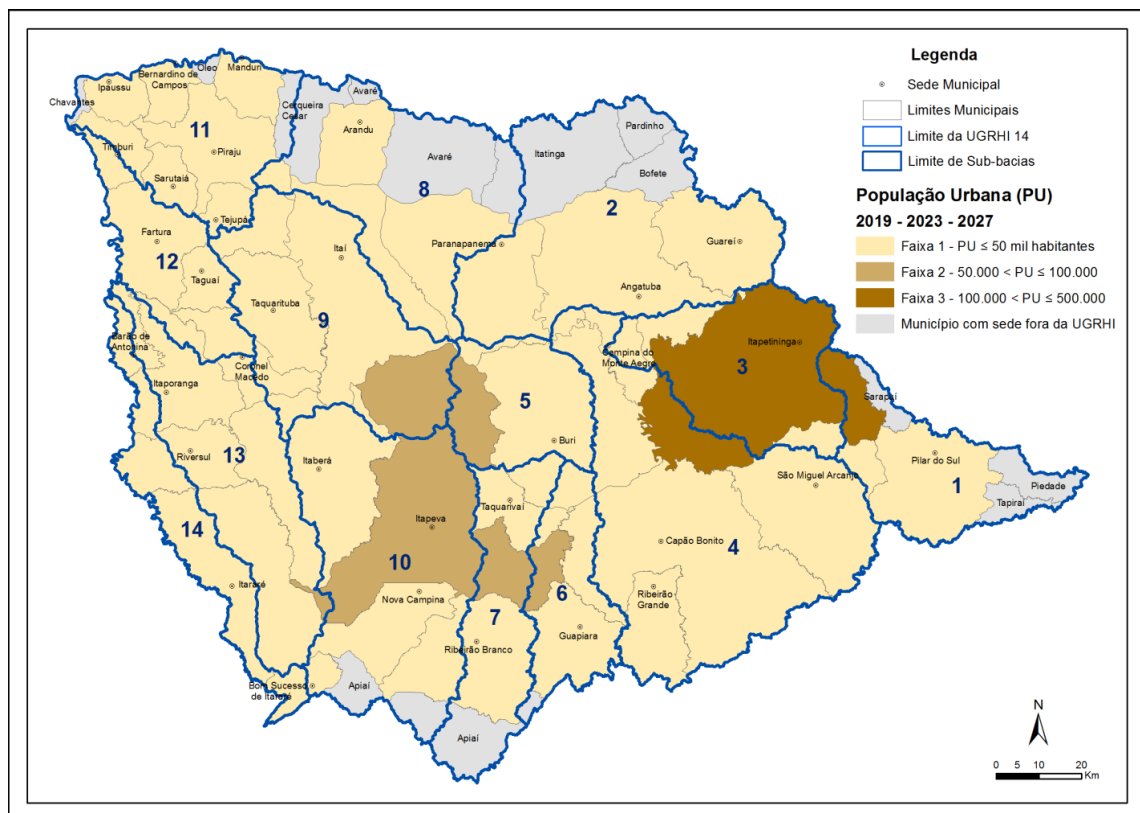 Legenda
Sede Municipal
Limites Municipais
Limite da UGRHI 14
Limite de Sub-bacias
População Urbana (PU)
2019 - 2023 - 2027
Faixa 1 - PU ≤ 50 mil habitantes
Faixa 2 - 50.000 < PU ≤ 100.000
Faixa 3 - 100.000 < PU ≤ 500.000
Município com sede fora da UGRHI
Manduri
Óleo
Bernardino de
Campos
Ipaussu
Chavantes
Cerqueira
Cesar
Avaré
Arandu
11
Piraju
Timburi
Sarutaiá
Tejupá
Avaré
8
Itatinga
Pardinho
Bofete
2
Guareí
Paranapanema
Angatuba
Fartura
12
Taguaí
Itaí
Taquarituba
9
Barão de
Antonina
Coronel
Macedo
Itaporanga
Campina do
Monte Alegre
Itapetininga
3
Sarapuí
5
Buri
Riversul
13
Itaberá
Pilar do Sul
1
Piedade
Tapiraí
São Miguel Arcanjo
14
Itararé
Itapeva
10
Taquarivaí
Capão Bonito
4
Nova Campina
6
7
Ribeirão
Grande
Guapiara
Ribeirão Branco
Bom Sucesso
de Itararé
Apiaí
Apiaí
N
0 5 10 20
Km